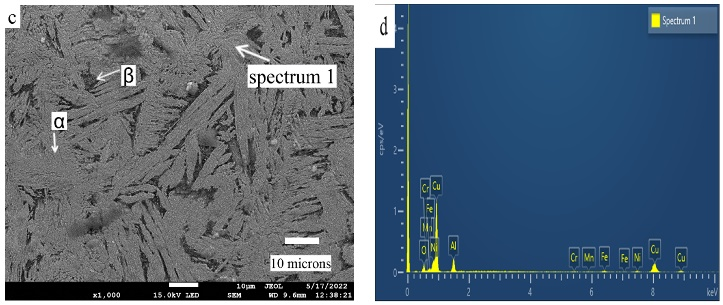 c
β
spectrum 1
α
10 microns
10μm JEOL 5/17/2022
x1,000 15.0kV LED SEM WD 9.6mm 12:38:21
d
Spectrum 1
cps/eV
3
2
1
0
Cr
Cu
Fe
Mn
O
Ni
Al
Cr
Mn
Fe
Fe
Ni
Cu
Cu
0 2 4 6 8 keV